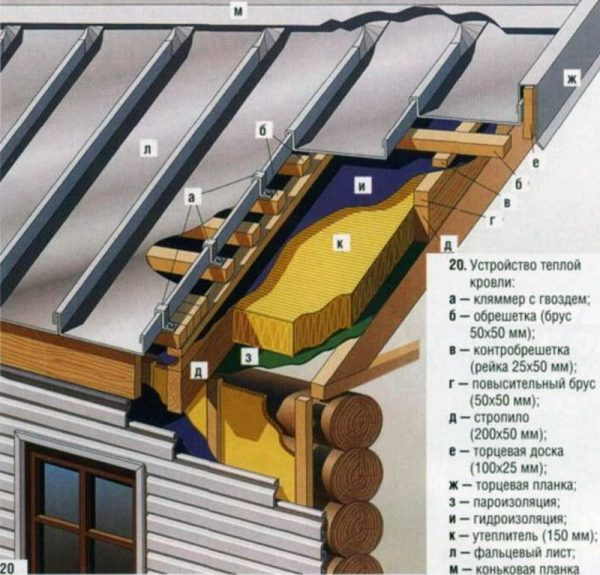 м
ж
л
б
а
и
к
е
б
в
г
д
з
д
20. Устройство теплой
кровли:
а — кляммер с гвоздем;
б — обрешетка (брус
50х50 мм);
в — контробрешетка
(рейка 25х50 мм);
г — повысительный брус
(50х50 мм);
д — стропило
(200х50 мм);
е — торцевая доска
(100х25 мм);
ж — торцевая планка;
з — пароизоляция;
и — гидроизоляция;
к — утеплитель (150 мм);
л — фальцевый лист;
м — коньковая планка
20